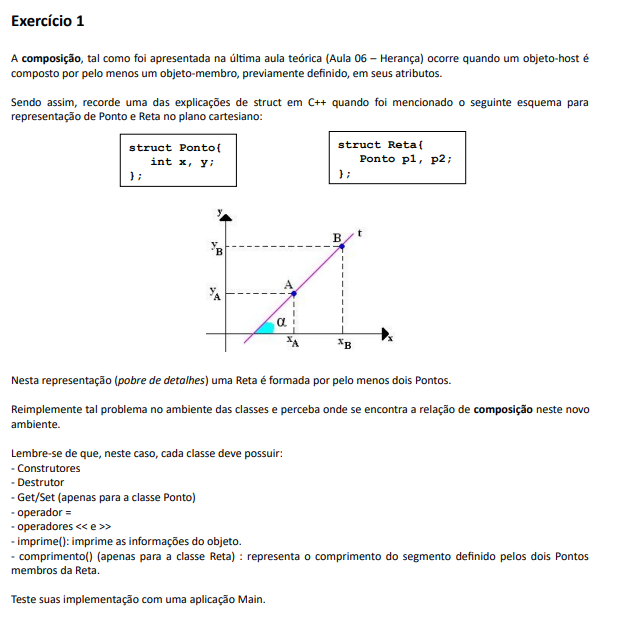 Exercício 1
A composição, tal como foi apresentada na última aula teórica (Aula 06 – Herança) ocorre quando um objeto-host é
composto por pelo menos um objeto-membro, previamente definido, em seus atributos.
Sendo assim, recorde uma das explicações de struct em C++ quando foi mencionado o seguinte esquema para
representação de Ponto e Reta no plano cartesiano:
struct Ponto{
int x, y;
};
struct Reta{
Ponto p1, p2;
};
y
B t
yB
A
yA
α
xA xB x
Nesta representação (pobre de detalhes) uma Reta é formada por pelo menos dois Pontos.
Reimplemente tal problema no ambiente das classes e perceba onde se encontra a relação de composição neste novo
ambiente.
Lembre-se de que, neste caso, cada classe deve possuir:
- Construtores
- Destrutor
- Get/Set (apenas para a classe Ponto)
- operador =
- operadores << e >>
- imprime(): imprime as informações do objeto.
- comprimento() (apenas para a classe Reta) : representa o comprimento do segmento definido pelos dois Pontos
membros da Reta.
Teste suas implementação com uma aplicação Main.